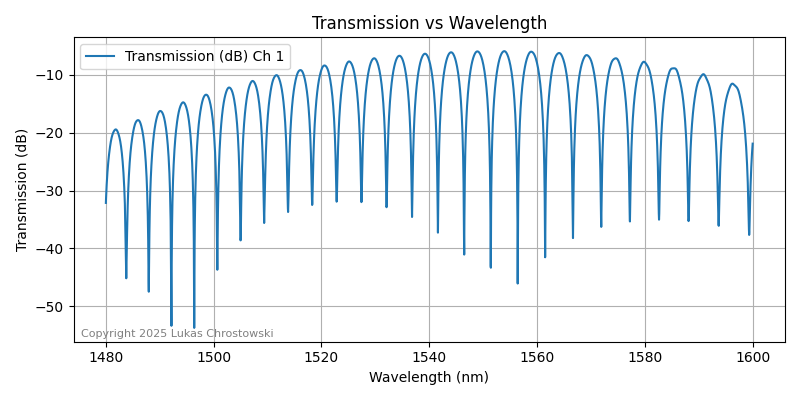 Transmission vs Wavelength
Transmission (dB) Ch 1
Transmission (dB)
−10
−20
−30
−40
−50
Copyright 2025 Lukas Chrostowski
1480 1500 1520 1540 1560 1580 1600
Wavelength (nm)